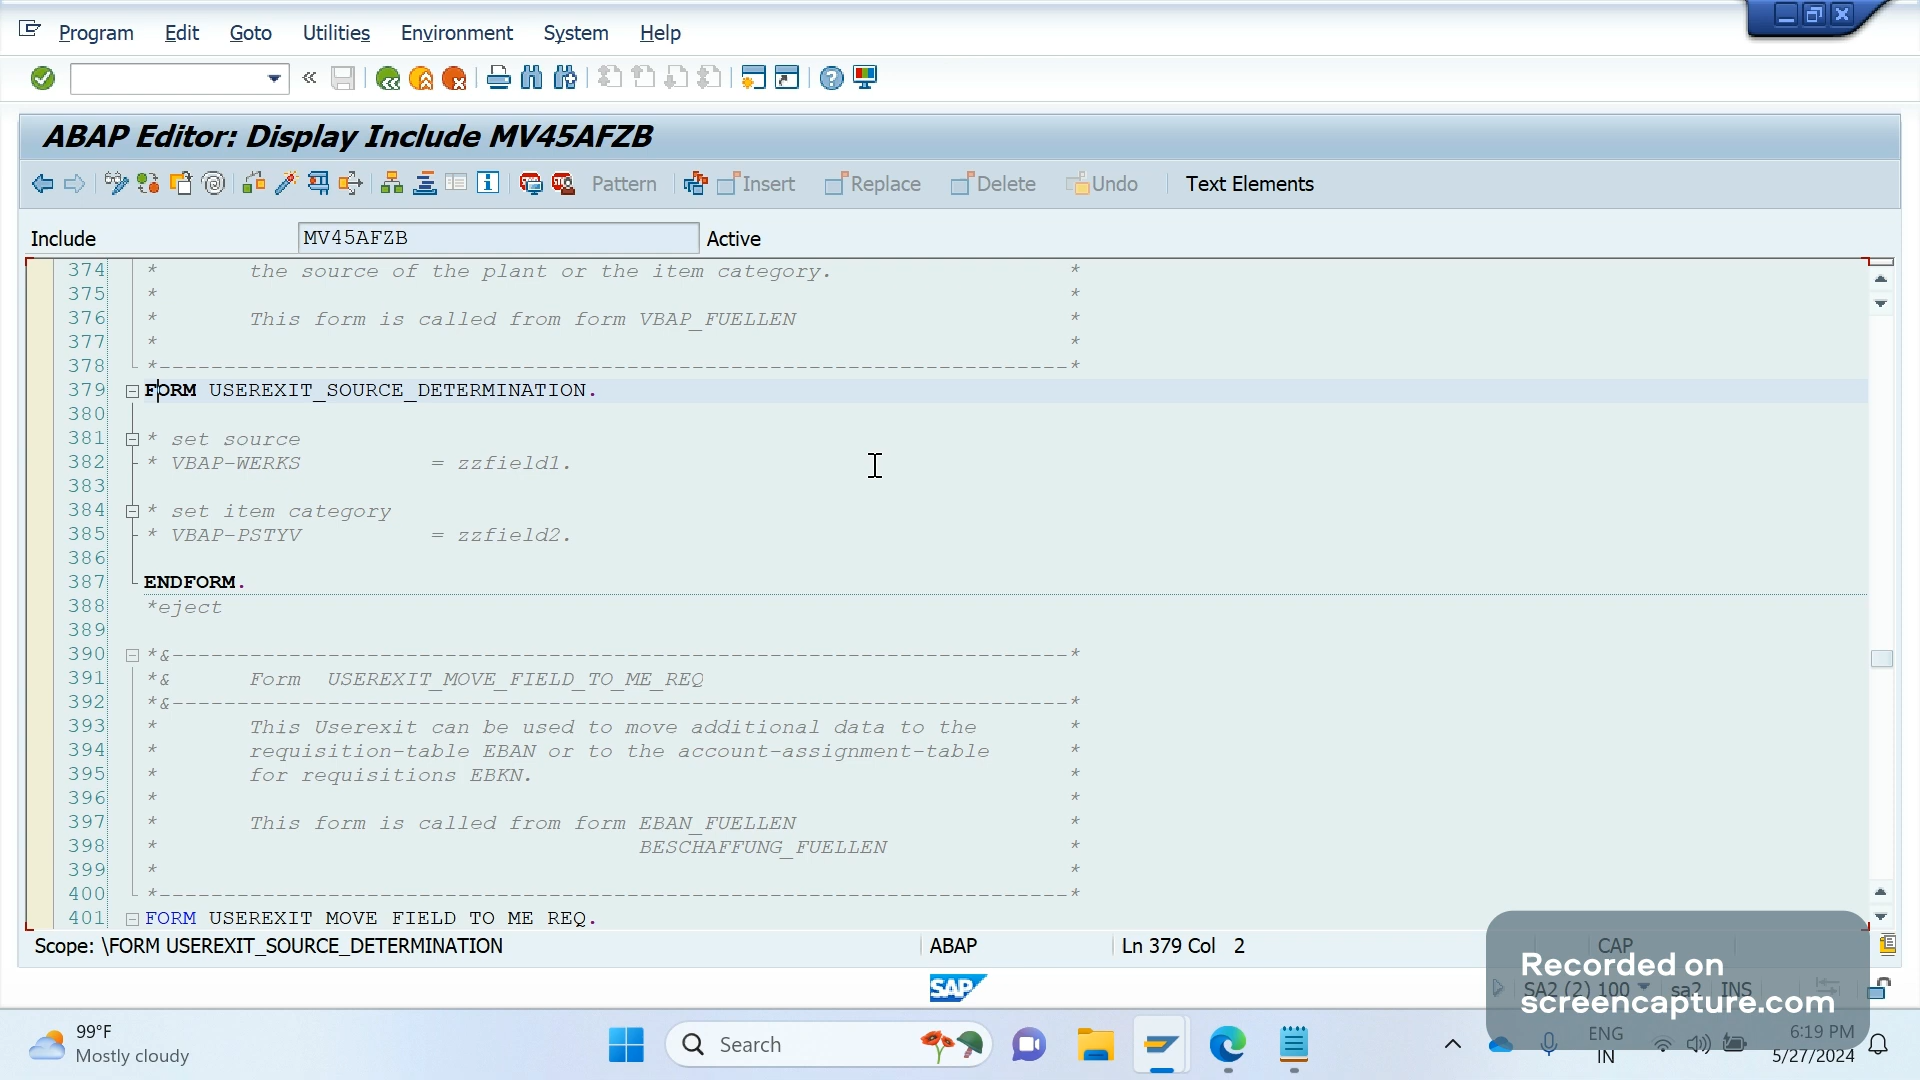 Program Edit Goto Utilities Environment System Help
«
ABAP Editor: Display Include MV45AFZB
Pattern Insert Replace Delete Undo Text Elements
Include MV45AFZB Active
374 * the source of the plant or the item category. *
375 * *
376 * This form is called from form VBAP_FUELLEN *
377 * *
378 *---------------------------------------------------------------------*
379 FORM USEREXIT_SOURCE_DETERMINATION.
380
381 * set source
382 * VBAP-WERKS = zzfield1.
383
384 * set item category
385 * VBAP-PSTYV = zzfield2.
386
387 ENDFORM.
388 *eject
389
390 *&---------------------------------------------------------------------*
391 *& Form USEREXIT_MOVE_FIELD_TO_ME_REQ
392 *&---------------------------------------------------------------------*
393 * This Userexit can be used to move additional data to the *
394 * requisition-table EBAN or to the account-assignment-table *
395 * for requisitions EBKN. *
396 * *
397 * This form is called from form EBAN_FUELLEN *
398 * BESCHAFFUNG_FUELLEN *
399 * *
400 *---------------------------------------------------------------------*
401 FORM USEREXIT_MOVE_FIELD_TO_ME_REQ.
Scope: \FORM USEREXIT_SOURCE_DETERMINATION ABAP Ln 379 Col 2 CAP
SAP SA2 (2) 100 sa2 INS
Recorded on
screencapture.com
99°F
Mostly cloudy
Search
ENG
IN
6:19 PM
5/27/2024